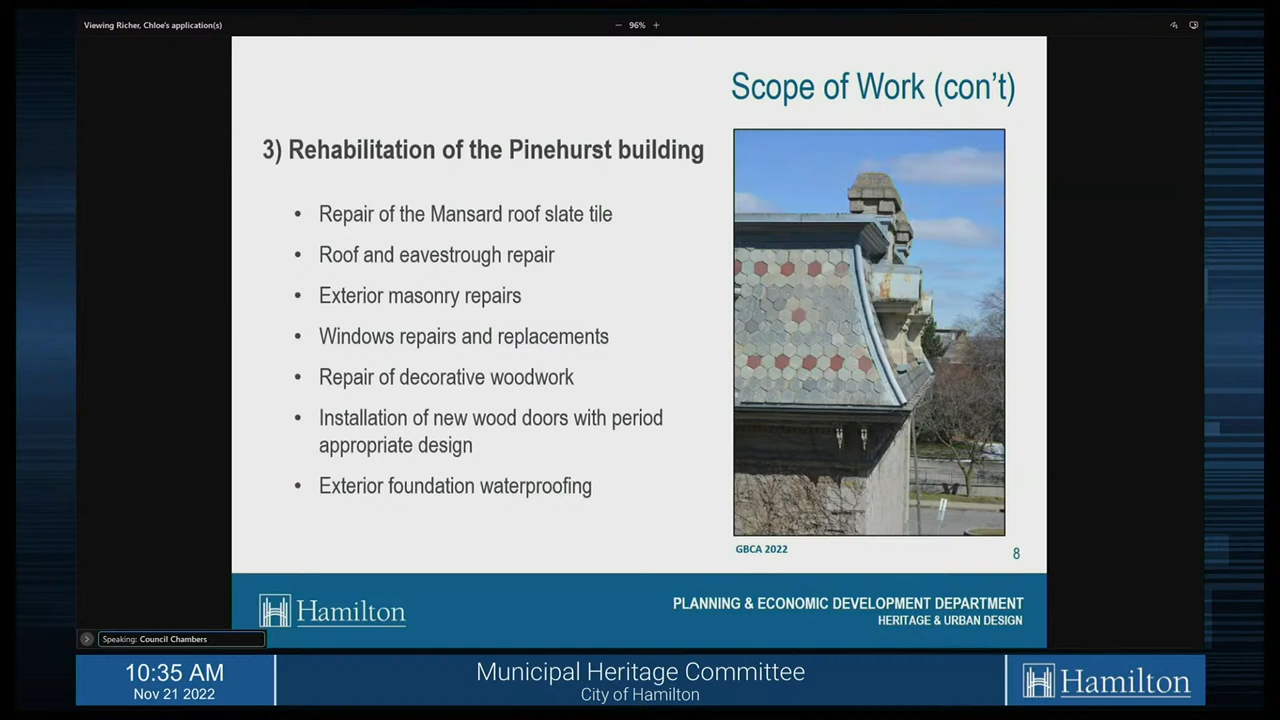 Viewing Richer, Chloe's application(s)
96%
Scope of Work (con't)
3) Rehabilitation of the Pinehurst building
• Repair of the Mansard roof slate tile
• Roof and eavestrough repair
• Exterior masonry repairs
• Windows repairs and replacements
• Repair of decorative woodwork
• Installation of new wood doors with period
appropriate design
• Exterior foundation waterproofing
GBCA 2022
8
Hamilton
PLANNING & ECONOMIC DEVELOPMENT DEPARTMENT
HERITAGE & URBAN DESIGN
Speaking: Council Chambers
10:35 AM
Nov 21 2022
Municipal Heritage Committee
City of Hamilton
Hamilton